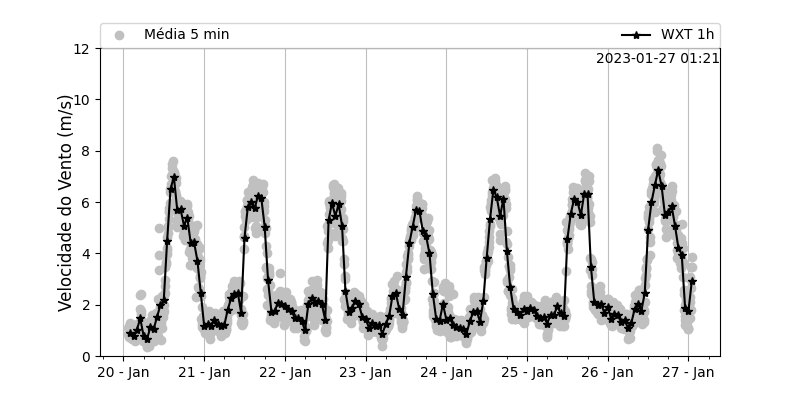 Média 5 min
WXT 1h
2023-01-27 01:21
Velocidade do Vento (m/s)
12
10
8
6
4
2
0
20 - Jan
21 - Jan
22 - Jan
23 - Jan
24 - Jan
25 - Jan
26 - Jan
27 - Jan